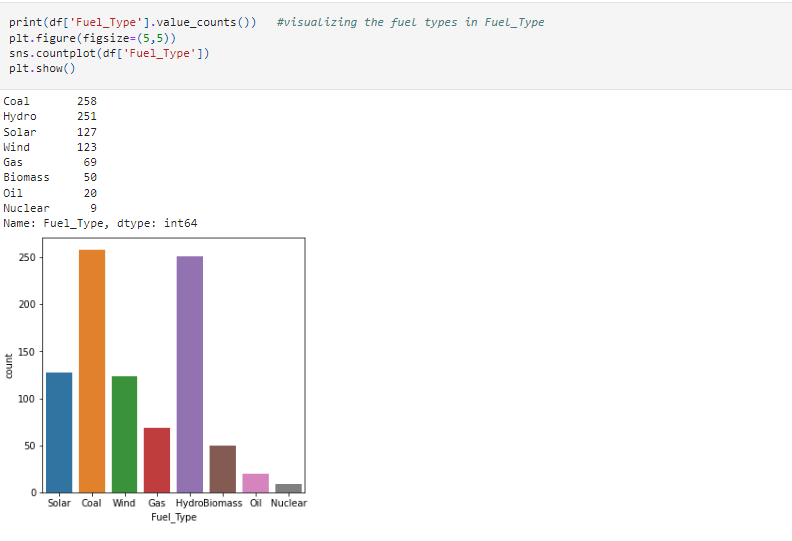 print(df['Fuel_Type'].value_counts())   #visualizing the fuel types in Fuel_Type
plt.figure(figsize=(5,5))
sns.countplot(df['Fuel_Type'])
plt.show()
Coal       258
Hydro      251
Solar      127
Wind       123
Gas         69
Biomass     50
Oil         20
Nuclear      9
Name: Fuel_Type, dtype: int64
250
200
150
100
50
0
count
Solar Coal Wind Gas Hydro Biomass Oil Nuclear
Fuel_Type